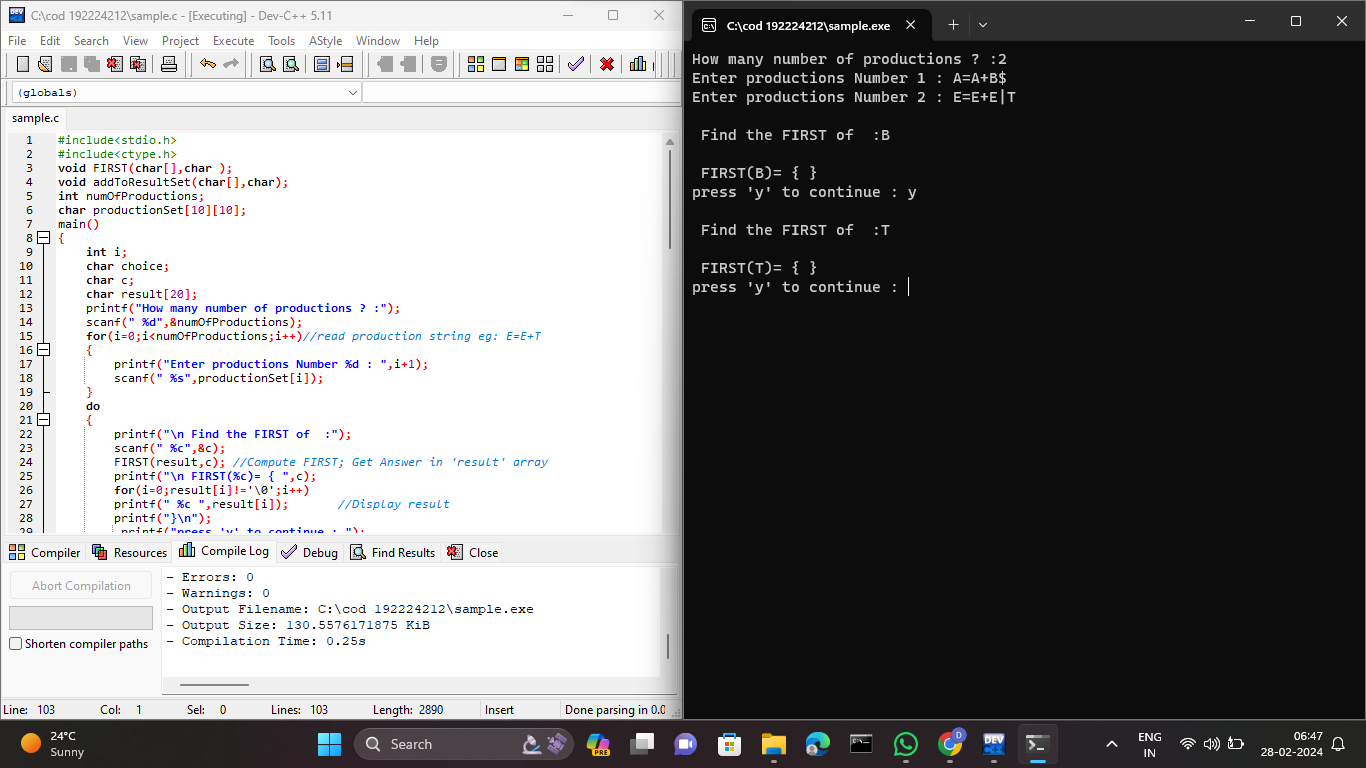 C:\cod 192224212\sample.c - [Executing] - Dev-C++ 5.11
File Edit Search View Project Execute Tools AStyle Window Help
(globals)
sample.c
1 #include<stdio.h>
2 #include<ctype.h>
3 void FIRST(char[],char );
4 void addToResultSet(char[],char);
5 int numOfProductions;
6 char productionSet[10][10];
7 main()
8 {
9 int i;
10 char choice;
11 char c;
12 char result[20];
13 printf("How many number of productions ? :");
14 scanf(" %d",&numOfProductions);
15 for(i=0;i<numOfProductions;i++)//read production string eg: E=E+T
16 {
17 printf("Enter productions Number %d : ",i+1);
18 scanf(" %s",productionSet[i]);
19 }
20 do
21 {
22 printf("\n Find the FIRST of  :");
23 scanf(" %c",&c);
24 FIRST(result,c); //Compute FIRST; Get Answer in 'result' array
25 printf("\n FIRST(%c)= { ",c);
26 for(i=0;result[i]!='\0';i++)
27 printf(" %c ",result[i]); //Display result
28 printf("}\n");
29 printf("press 'y' to continue : ");
Compiler Resources Compile Log Debug Find Results Close
Abort Compilation
Shorten compiler paths
- Errors: 0
- Warnings: 0
- Output Filename: C:\cod 192224212\sample.exe
- Output Size: 130.5576171875 KiB
- Compilation Time: 0.25s
Line: 103 Col: 1 Sel: 0 Lines: 103 Length: 2890 Insert Done parsing in 0.0
C:\cod 192224212\sample.exe
How many number of productions ? :2
Enter productions Number 1 : A=A+B$
Enter productions Number 2 : E=E+E|T
Find the FIRST of  :B
FIRST(B)= { }
press 'y' to continue : y
Find the FIRST of  :T
FIRST(T)= { }
press 'y' to continue :
24°C
Sunny
Search
PRE
DEV
D
DEV
ENG
IN
06:47
28-02-2024